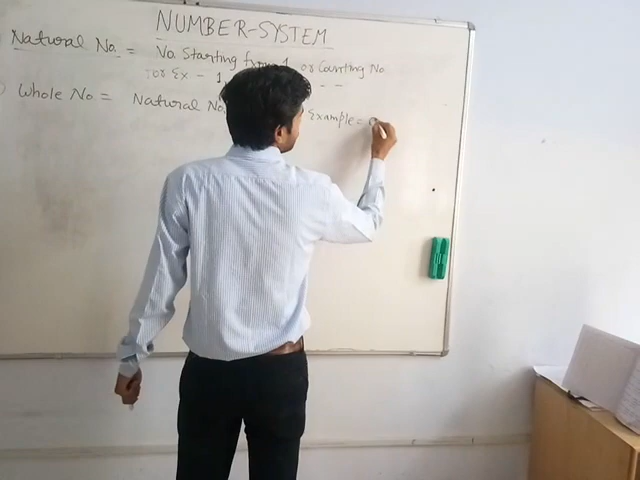 NUMBER-SYSTEM
Natural No. = No. Starting from 1 or Counting No
For Ex - 1 - -
Whole No = Natural No. Example = 0